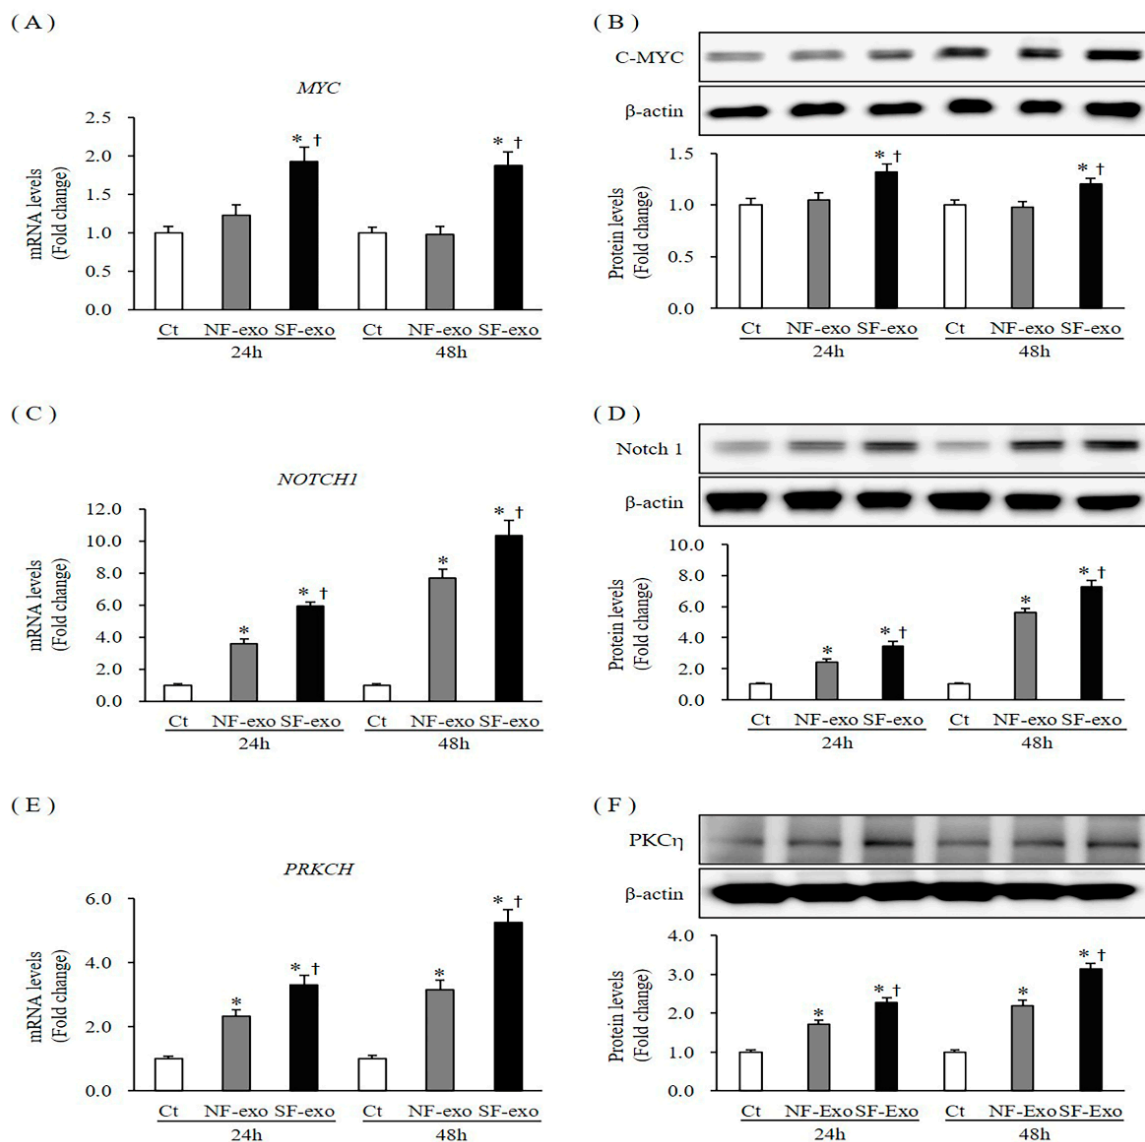 ( A )
MYC
mRNA levels
(Fold change)
2.5
2.0
1.5
1.0
0.5
0.0
* †
* †
Ct NF-exo SF-exo Ct NF-exo SF-exo
24h 48h
( B )
C-MYC
β-actin
Protein levels
(Fold change)
1.5
1.0
0.5
0.0
* †
* †
Ct NF-exo SF-exo Ct NF-exo SF-exo
24h 48h
( C )
NOTCH1
mRNA levels
(Fold change)
12.0
10.0
8.0
6.0
4.0
2.0
0.0
*
* †
*
* †
Ct NF-exo SF-exo Ct NF-exo SF-exo
24h 48h
( D )
Notch 1
β-actin
Protein levels
(Fold change)
10.0
8.0
6.0
4.0
2.0
0.0
*
* †
*
* †
Ct NF-exo SF-exo Ct NF-exo SF-exo
24h 48h
( E )
PRKCH
mRNA levels
(Fold change)
6.0
4.0
2.0
0.0
*
* †
*
* †
Ct NF-exo SF-exo Ct NF-exo SF-exo
24h 48h
( F )
PKCη
β-actin
Protein levels
(Fold change)
4.0
3.0
2.0
1.0
0.0
*
* †
*
* †
Ct NF-Exo SF-Exo Ct NF-Exo SF-Exo
24h 48h